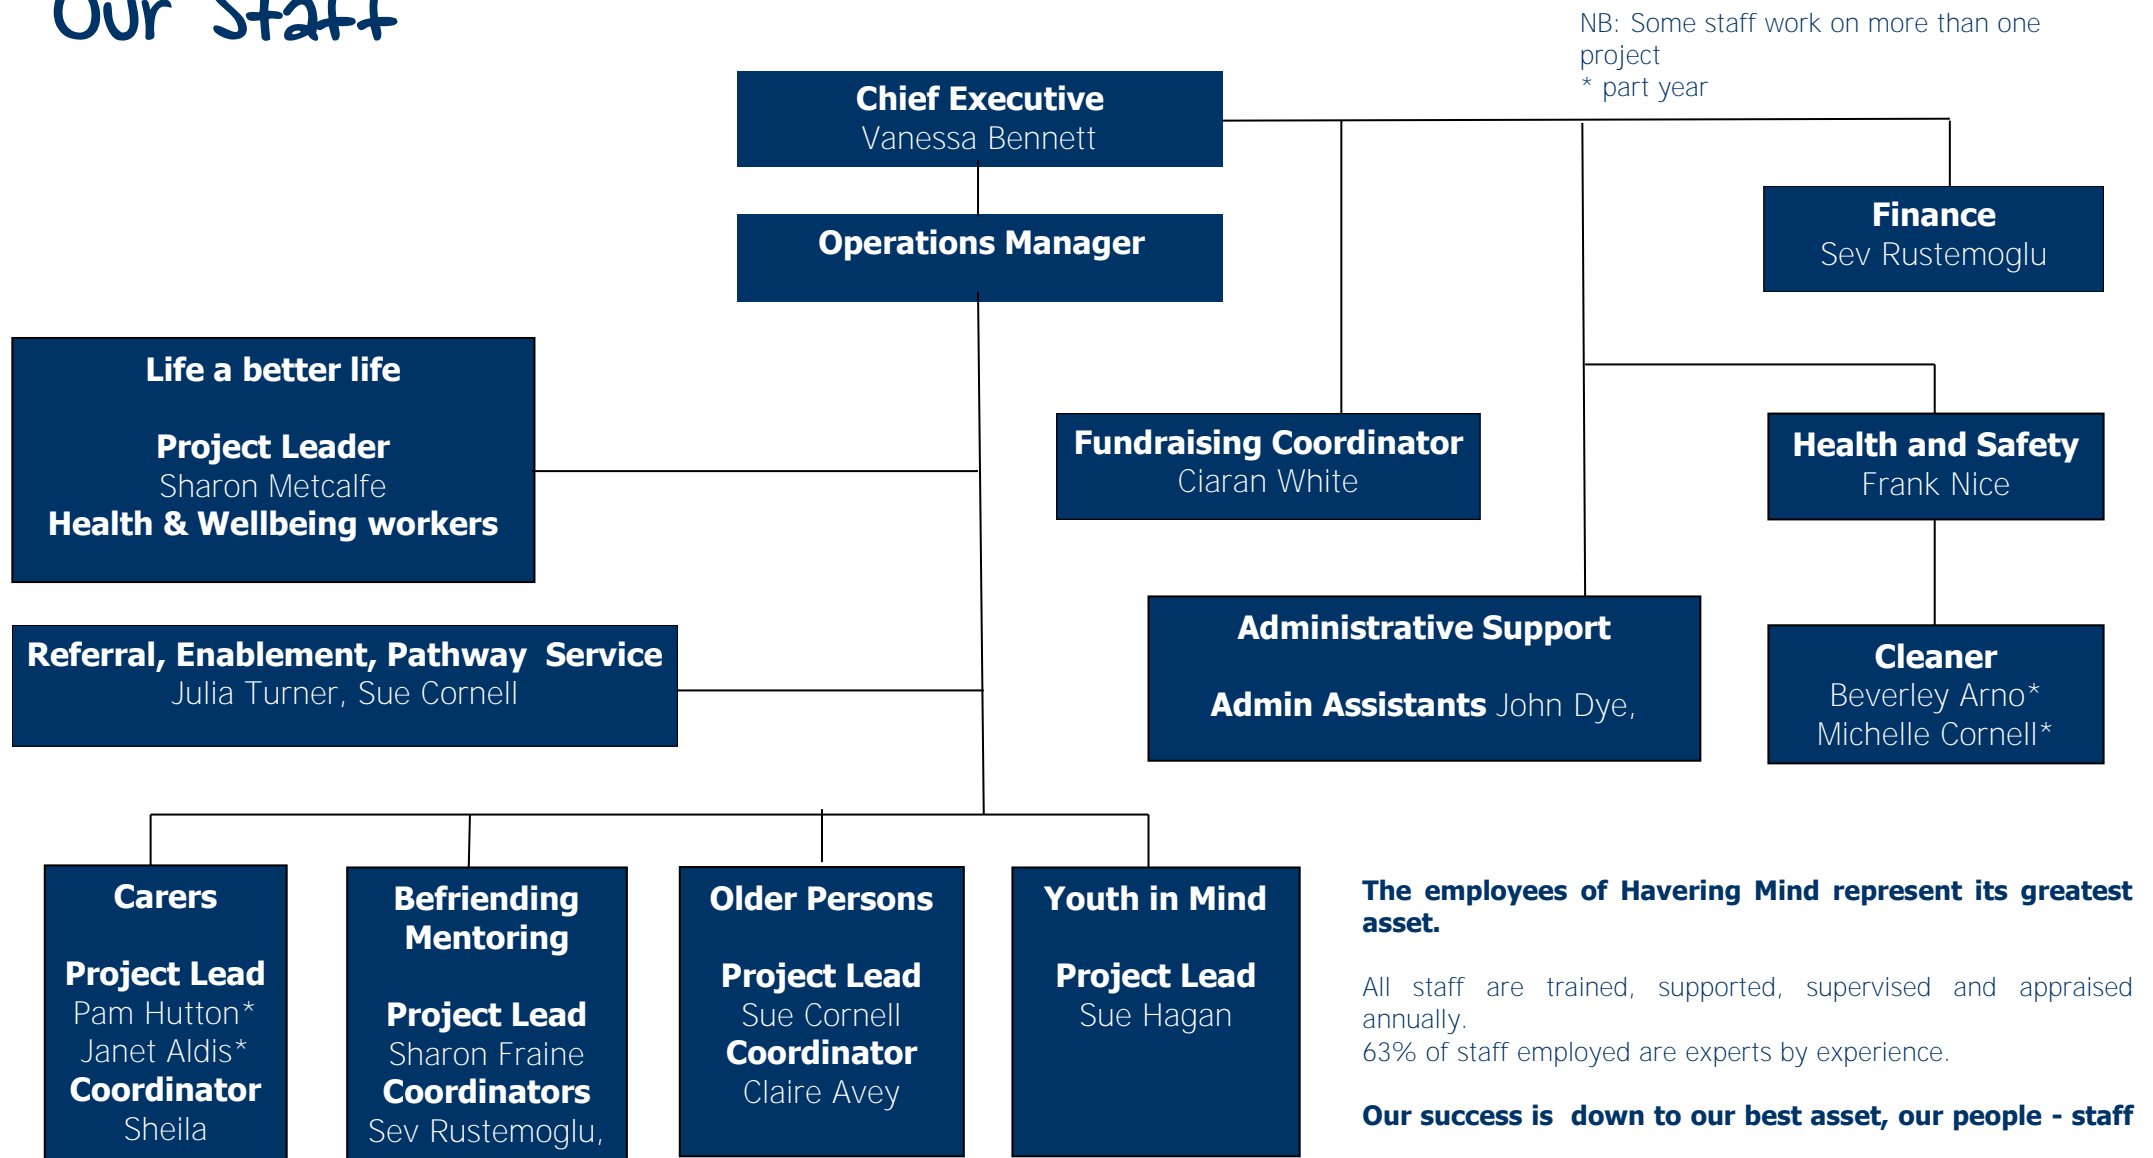 Our Staff
NB: Some staff work on more than one
project
* part year
Chief Executive
Vanessa Bennett
Operations Manager
Finance
Sev Rustemoglu
Life a better life
Project Leader
Sharon Metcalfe
Health & Wellbeing workers
Fundraising Coordinator
Ciaran White
Health and Safety
Frank Nice
Referral, Enablement, Pathway  Service
Julia Turner, Sue Cornell
Administrative Support
Admin Assistants John Dye,
Cleaner
Beverley Arno*
Michelle Cornell*
Carers
Project Lead
Pam Hutton*
Janet Aldis*
Coordinator
Sheila
Befriending
Mentoring
Project Lead
Sharon Fraine
Coordinators
Sev Rustemoglu,
Older Persons
Project Lead
Sue Cornell
Coordinator
Claire Avey
Youth in Mind
Project Lead
Sue Hagan
The employees of Havering Mind represent its greatest
asset.
All staff are trained, supported, supervised and appraised
annually.
63% of staff employed are experts by experience.
Our success is  down to our best asset, our people - staff